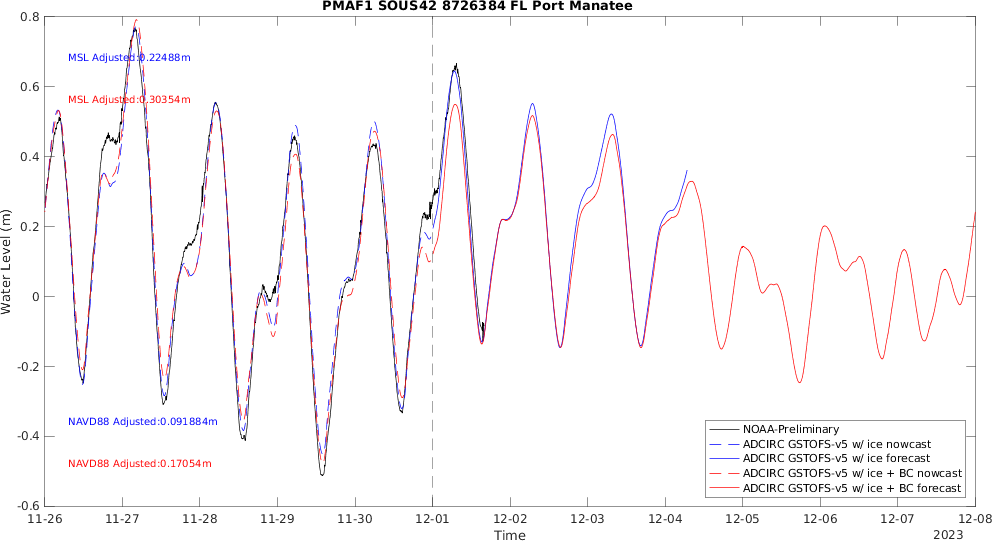 PMAF1 SOUS42 8726384 FL Port Manatee
0.8
0.6
0.4
0.2
0
-0.2
-0.4
-0.6
Water Level (m)
MSL Adjusted:0.22488m
MSL Adjusted:0.30354m
NAVD88 Adjusted:0.091884m
NAVD88 Adjusted:0.17054m
NOAA-Preliminary
ADCIRC GSTOFS-v5 w/ ice nowcast
ADCIRC GSTOFS-v5 w/ ice forecast
ADCIRC GSTOFS-v5 w/ ice + BC nowcast
ADCIRC GSTOFS-v5 w/ ice + BC forecast
11-26 11-27 11-28 11-29 11-30 12-01 12-02 12-03 12-04 12-05 12-06 12-07 12-08
Time
2023